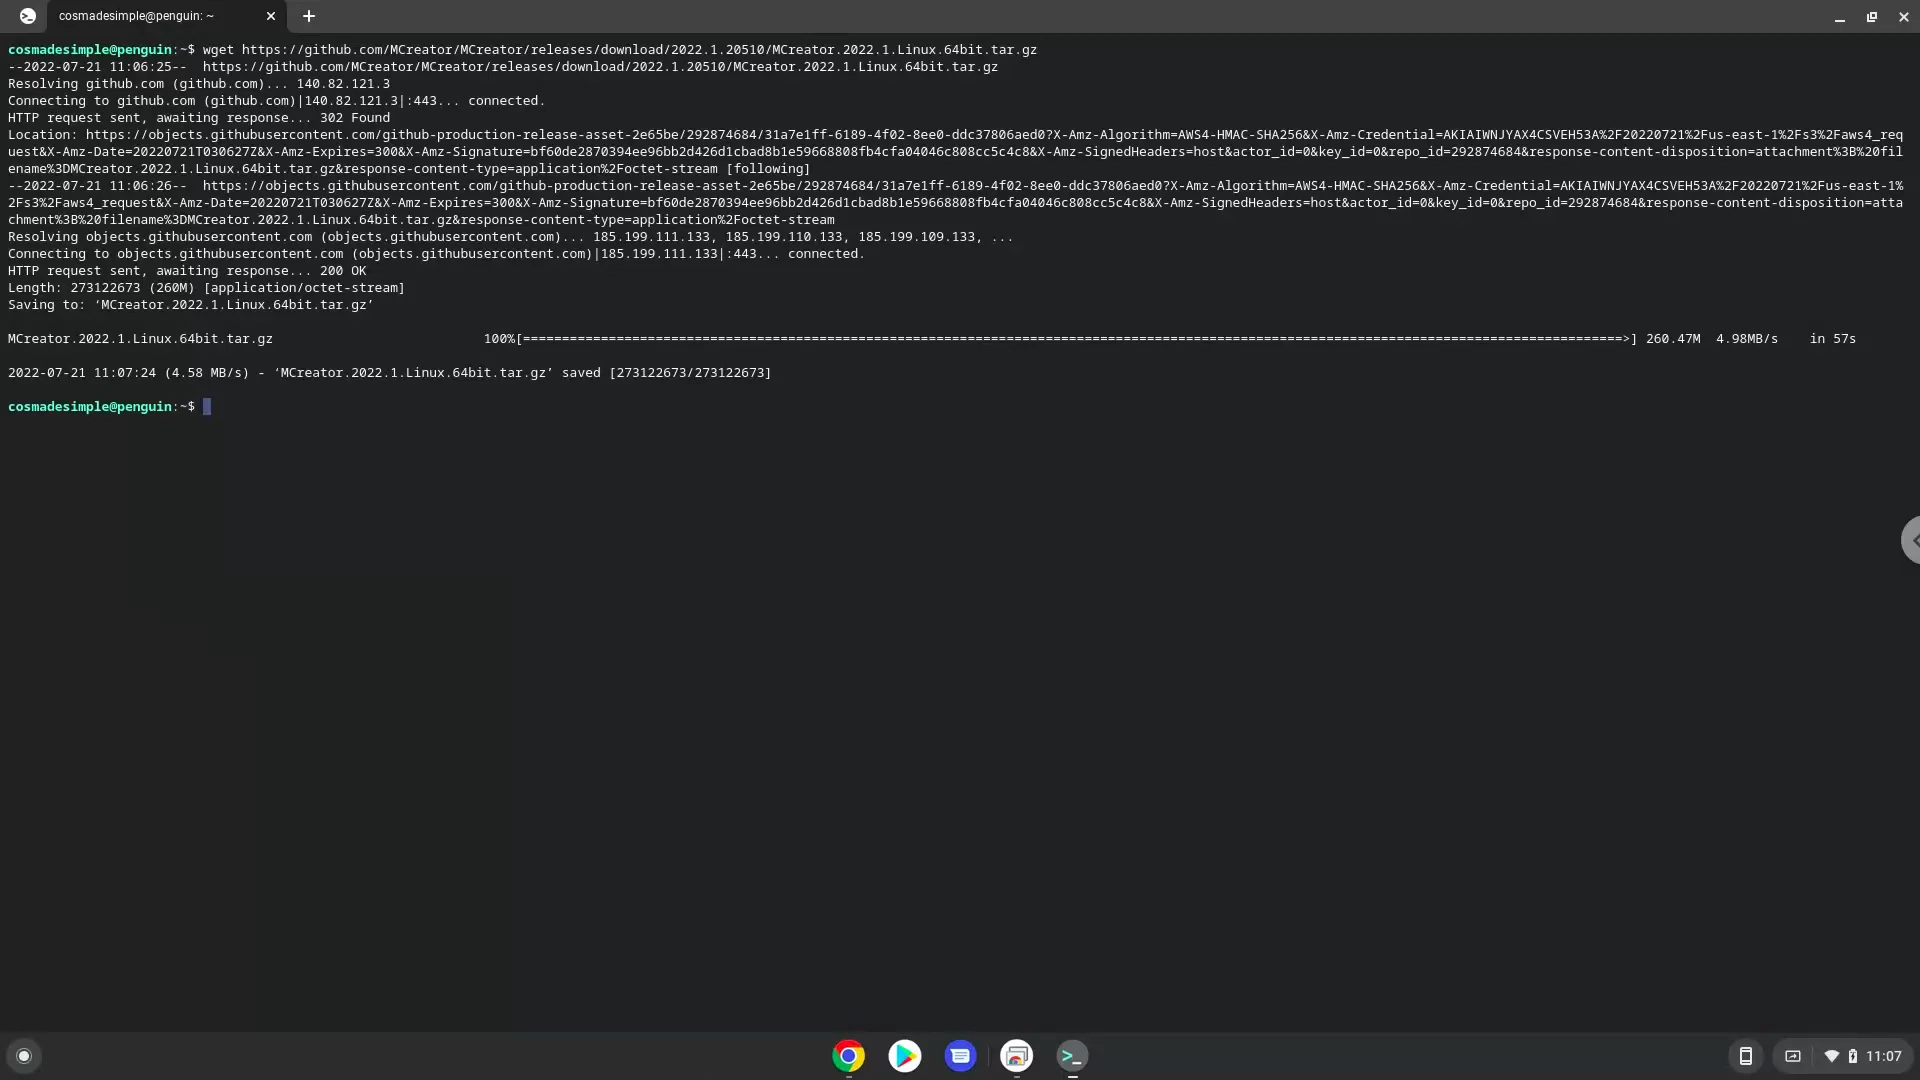 cosmadesimple@penguin: ~
cosmadesimple@penguin:~$ wget https://github.com/MCreator/MCreator/releases/download/2022.1.20510/MCreator.2022.1.Linux.64bit.tar.gz
--2022-07-21 11:06:25--  https://github.com/MCreator/MCreator/releases/download/2022.1.20510/MCreator.2022.1.Linux.64bit.tar.gz
Resolving github.com (github.com)... 140.82.121.3
Connecting to github.com (github.com)|140.82.121.3|:443... connected.
HTTP request sent, awaiting response... 302 Found
Location: https://objects.githubusercontent.com/github-production-release-asset-2e65be/292874684/31a7e1ff-6189-4f02-8ee0-ddc37806aed0?X-Amz-Algorithm=AWS4-HMAC-SHA256&X-Amz-Credential=AKIAIWNJYAX4CSVEH53A%2F20220721%2Fus-east-1%2Fs3%2Faws4_req
uest&X-Amz-Date=20220721T030627Z&X-Amz-Expires=300&X-Amz-Signature=bf60de2870394ee96bb2d426d1cbad8b1e59668808fb4cfa04046c808cc5c4c8&X-Amz-SignedHeaders=host&actor_id=0&key_id=0&repo_id=292874684&response-content-disposition=attachment%3B%20fil
ename%3DMCreator.2022.1.Linux.64bit.tar.gz&response-content-type=application%2Foctet-stream [following]
--2022-07-21 11:06:26--  https://objects.githubusercontent.com/github-production-release-asset-2e65be/292874684/31a7e1ff-6189-4f02-8ee0-ddc37806aed0?X-Amz-Algorithm=AWS4-HMAC-SHA256&X-Amz-Credential=AKIAIWNJYAX4CSVEH53A%2F20220721%2Fus-east-1%
2Fs3%2Faws4_request&X-Amz-Date=20220721T030627Z&X-Amz-Expires=300&X-Amz-Signature=bf60de2870394ee96bb2d426d1cbad8b1e59668808fb4cfa04046c808cc5c4c8&X-Amz-SignedHeaders=host&actor_id=0&key_id=0&repo_id=292874684&response-content-disposition=atta
chment%3B%20filename%3DMCreator.2022.1.Linux.64bit.tar.gz&response-content-type=application%2Foctet-stream
Resolving objects.githubusercontent.com (objects.githubusercontent.com)... 185.199.111.133, 185.199.110.133, 185.199.109.133, ...
Connecting to objects.githubusercontent.com (objects.githubusercontent.com)|185.199.111.133|:443... connected.
HTTP request sent, awaiting response... 200 OK
Length: 273122673 (260M) [application/octet-stream]
Saving to: ‘MCreator.2022.1.Linux.64bit.tar.gz’
MCreator.2022.1.Linux.64bit.tar.gz 100%[=============================================================================================================================================>] 260.47M 4.98MB/s in 57s
2022-07-21 11:07:24 (4.58 MB/s) - ‘MCreator.2022.1.Linux.64bit.tar.gz’ saved [273122673/273122673]
cosmadesimple@penguin:~$
11:07